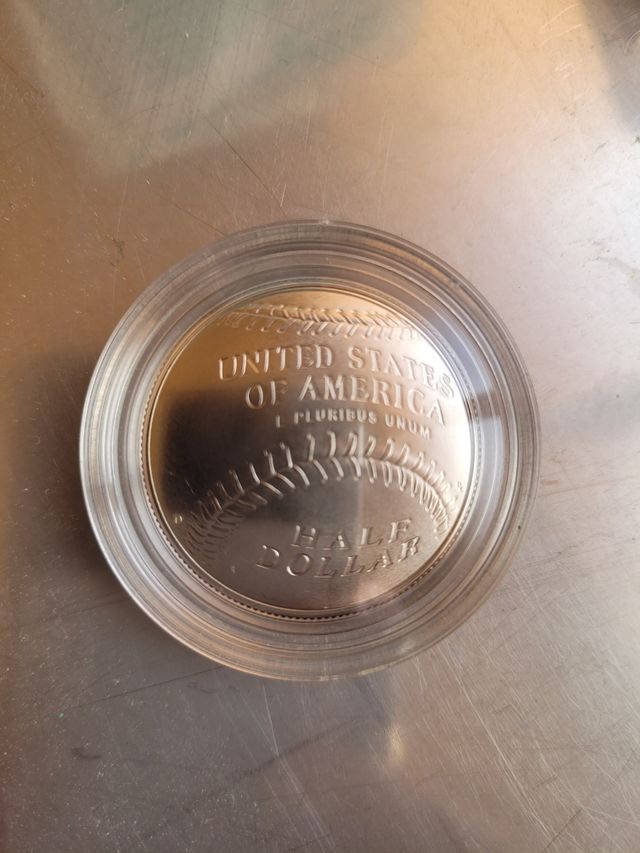 UNITED STATES
OF AMERICA
E PLURIBUS UNUM
HALF
DOLLAR